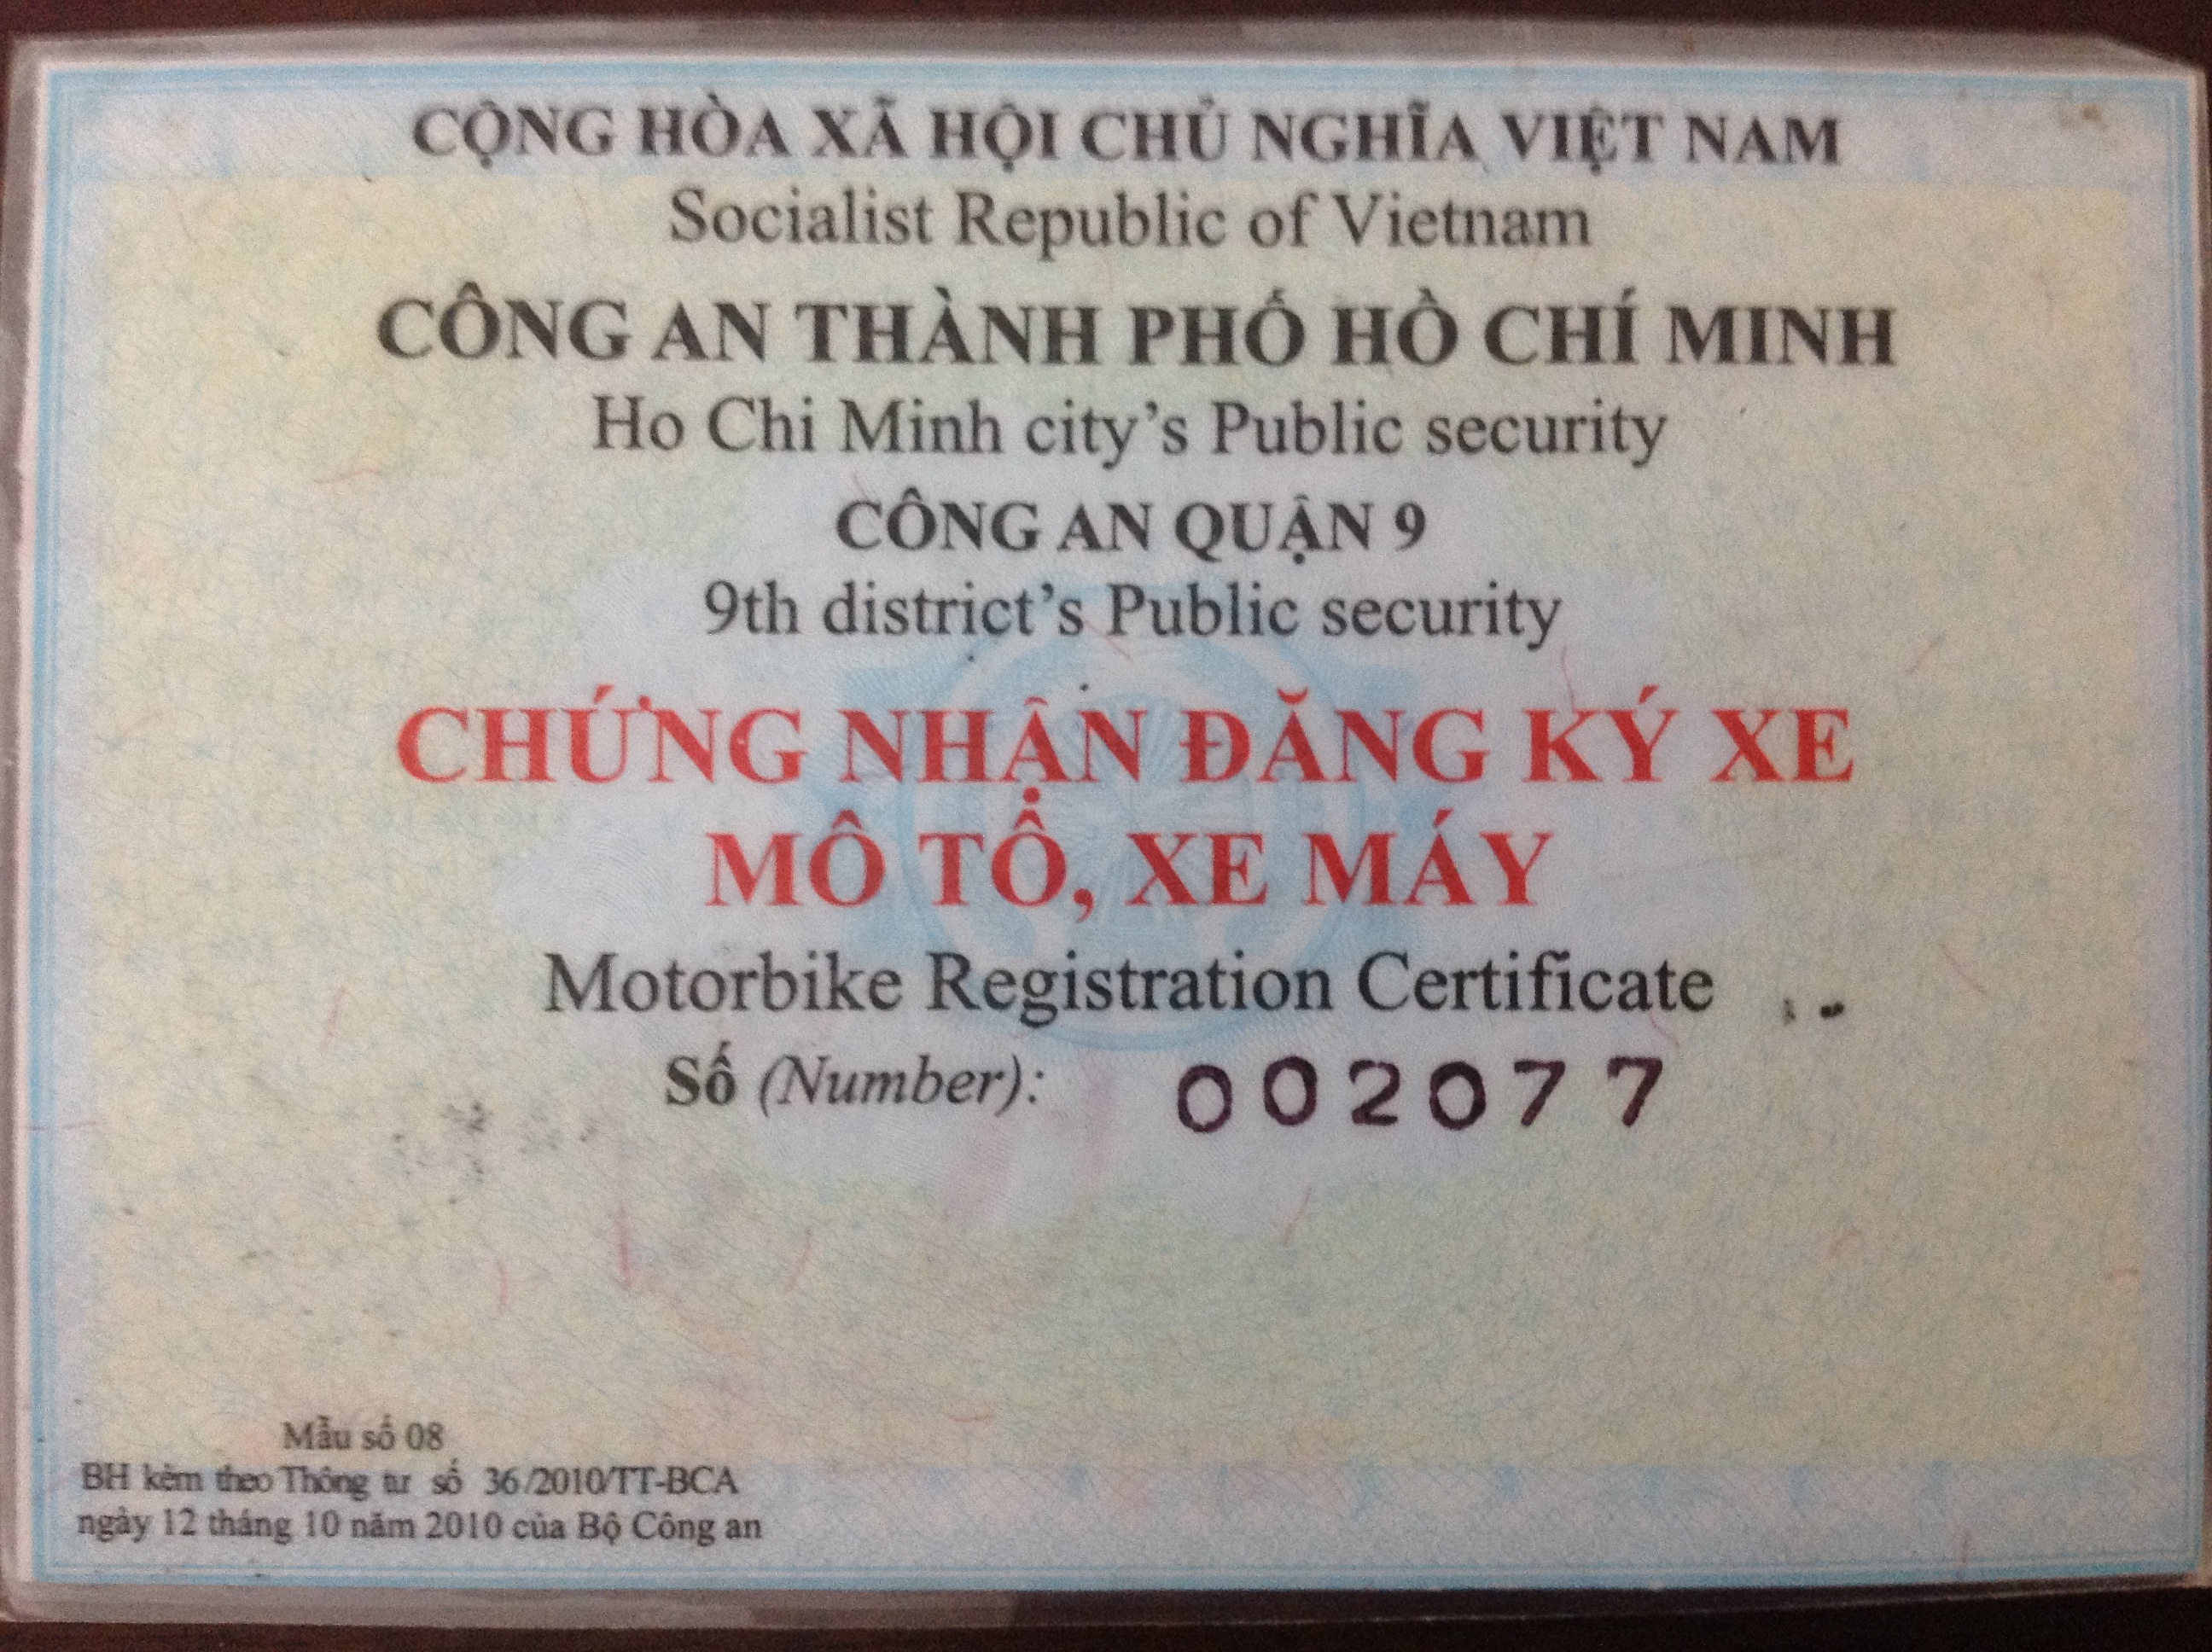 CỘNG HÒA XÃ HỘI CHỦ NGHĨA VIỆT NAM
Socialist Republic of Vietnam
CÔNG AN THÀNH PHỐ HỒ CHÍ MINH
Ho Chi Minh city's Public security
CÔNG AN QUẬN 9
9th district's Public security
CHỨNG NHẬN ĐĂNG KÝ XE
MÔ TÔ, XE MÁY
Motorbike Registration Certificate
Số (Number): 002077
Mẫu số 08
BH kèm theo Thông tư số 36/2010/TT-BCA
ngày 12 tháng 10 năm 2010 của Bộ Công an